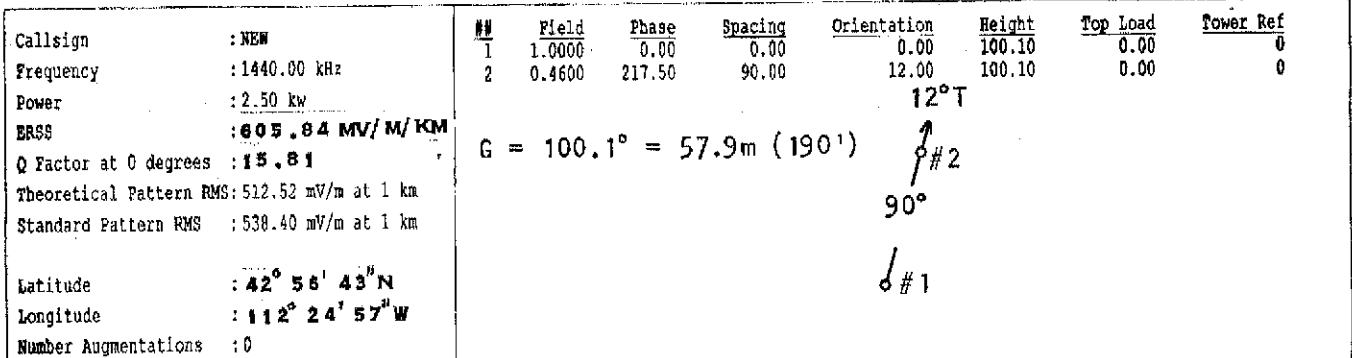 Callsign : NEW
Frequency : 1440.00 kHz
Power : 2.50 kw
ERSS : 605.84 MV/M/KM
Q Factor at 0 degrees : 15.81
Theoretical Pattern RMS: 512.52 mV/m at 1 km
Standard Pattern RMS : 538.40 mV/m at 1 km
Latitude : 42° 56' 43"N
Longitude : 112° 24' 57"W
Number Augmentations : 0
## Field Phase Spacing Orientation Height Top Load Tower Ref
1 1.0000 0.00 0.00 0.00 100.10 0.00 0
2 0.4600 217.50 90.00 12.00 100.10 0.00 0
12°T
G = 100.1° = 57.9m (190')
#2
90°
#1